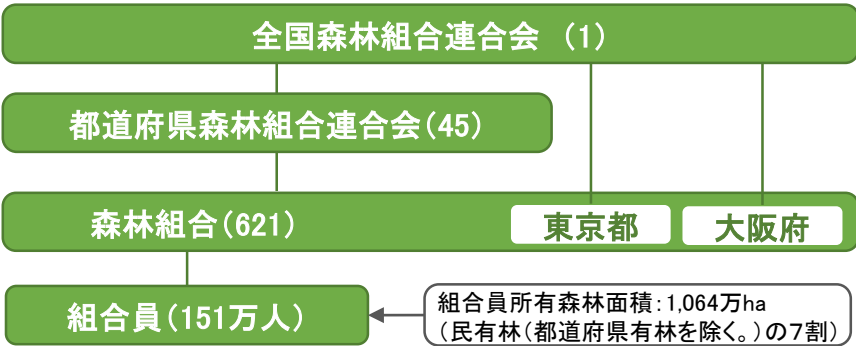 全国森林組合連合会 (1)
都道府県森林組合連合会(45)
森林組合(621)
東京都
大阪府
組合員(151万人)
組合員所有森林面積:1,064万ha
(民有林(都道府県有林を除く。)の7割)